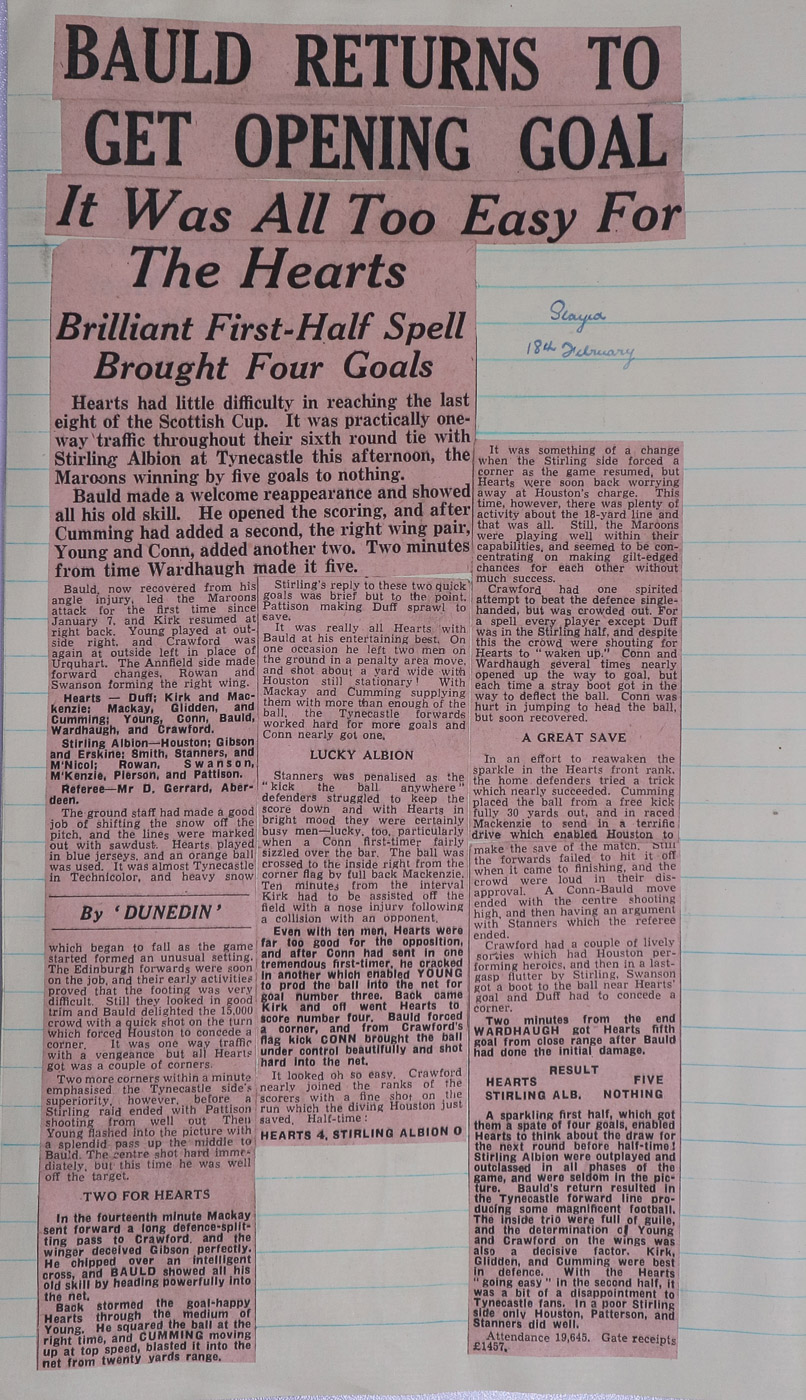 BAULD RETURNS TO
GET OPENING GOAL
It Was All Too Easy For
The Hearts
Brilliant First-Half Spell
Brought Four Goals
Played
18th February
Hearts had little difficulty in reaching the last
eight of the Scottish Cup. It was practically one-
way traffic throughout their sixth round tie with
Stirling Albion at Tynecastle this afternoon, the
Maroons winning by five goals to nothing.
Bauld made a welcome reappearance and showed
all his old skill. He opened the scoring, and after
Cumming had added a second, the right wing pair,
Young and Conn, added another two. Two minutes
from time Wardhaugh made it five.
Bauld, now recovered from his
angle injury, led the Maroons
attack for the first time since
January 7, and Kirk resumed at
right back. Young played at out-
side right, and Crawford was
again at outside left in place of
Urquhart. The Annfield side made
forward changes, Rowan and
Swanson forming the right wing.
Hearts — Duff; Kirk and Mac-
kenzie; Mackay, Glidden, and
Cumming; Young, Conn, Bauld,
Wardhaugh, and Crawford.
Stirling Albion—Houston; Gibson
and Erskine; Smith, Stanners, and
M'Nicol; Rowan, Swanson,
M'Kenzie, Pierson, and Pattison.
Referee—Mr D. Gerrard, Aber-
deen.
The ground staff had made a good
job of shifting the snow off the
pitch, and the lines were marked
out with sawdust. Hearts played
in blue jerseys, and an orange ball
was used. It was almost Tynecastle
in Technicolor, and heavy snow
By 'DUNEDIN'
which began to fall as the game
started formed an unusual setting.
The Edinburgh forwards were soon
on the job, and their early activities
proved that the footing was very
difficult. Still they looked in good
trim and Bauld delighted the 15,000
crowd with a quick shot on the turn
which forced Houston to concede a
corner. It was one way traffic
with a vengeance but all Hearts
got was a couple of corners.
Two more corners within a minute
emphasised the Tynecastle side's
superiority, however, before a
Stirling raid ended with Pattison
shooting from well out Then
Young flashed into the picture with
a splendid pass up the middle to
Bauld. The centre shot hard imme-
diately, but this time he was well
off the target.
TWO FOR HEARTS
In the fourteenth minute Mackay
sent forward a long defence-split-
ting pass to Crawford, and the
winger deceived Gibson perfectly.
He chipped over an intelligent
cross, and BAULD showed all his
old skill by heading powerfully into
the net.
Back stormed the goal-happy
Hearts through the medium of
Young. He squared the ball at the
right time, and CUMMING moving
up at top speed, blasted it into the
net from twenty yards range.
Stirling's reply to these two quick
goals was brief but to the point,
Pattison making Duff sprawl to
save.
It was really all Hearts with
Bauld at his entertaining best. On
one occasion he left two men on
the ground in a penalty area move,
and shot about a yard wide with
Houston still stationary! With
Mackay and Cumming supplying
them with more than enough of the
ball, the Tynecastle forwards
worked hard for more goals and
Conn nearly got one.
LUCKY ALBION
Stanners was penalised as the
"kick the ball anywhere"
defenders struggled to keep the
score down and with Hearts in
bright mood they were certainly
busy men—lucky, too, particularly
when a Conn first-timer fairly
sizzled over the bar. The ball was
crossed to the inside right from the
corner flag by full back Mackenzie.
Ten minutes from the interval
Kirk had to be assisted off the
field with a nose injury following
a collision with an opponent.
Even with ten men, Hearts were
far too good for the opposition,
and after Conn had sent in one
tremendous first-timer, he cracked
in another which enabled YOUNG
to prod the ball into the net for
goal number three. Back came
Kirk and off went Hearts to
score number four. Bauld forced
a corner, and from Crawford's
flag kick CONN brought the ball
under control beautifully and shot
hard into the net.
It looked oh so easy. Crawford
nearly joined the ranks of the
scorers with a fine shot on the
run which the diving Houston just
saved. Half-time:
HEARTS 4, STIRLING ALBION 0
It was something of a change
when the Stirling side forced a
corner as the game resumed, but
Hearts were soon back worrying
away at Houston's charge. This
time, however, there was plenty of
activity about the 18-yard line and
that was all. Still, the Maroons
were playing well within their
capabilities, and seemed to be con-
centrating on making gilt-edged
chances for each other without
much success.
Crawford had one spirited
attempt to beat the defence single-
handed, but was crowded out. For
a spell every player except Duff
was in the Stirling half, and despite
this the crowd were shouting for
Hearts to "waken up." Conn and
Wardhaugh several times nearly
opened up the way to goal, but
each time a stray boot got in the
way to deflect the ball. Conn was
hurt in jumping to head the ball,
but soon recovered.
A GREAT SAVE
In an effort to reawaken the
sparkle in the Hearts front rank,
the home defenders tried a trick
which nearly succeeded. Cumming
placed the ball from a free kick
fully 30 yards out, and in raced
Mackenzie to send in a terrific
drive which enabled Houston to
make the save of the match. Still
the forwards failed to hit it off
when it came to finishing, and the
crowd were loud in their dis-
approval. A Conn-Bauld move
ended with the centre shooting
high, and then having an argument
with Stanners which the referee
ended.
Crawford had a couple of lively
sorties which had Houston per-
forming heroics, and then in a last-
gasp flutter by Stirling, Swanson
got a boot to the ball near Hearts'
goal and Duff had to concede a
corner.
Two minutes from the end
WARDHAUGH got Hearts fifth
goal from close range after Bauld
had done the initial damage.
RESULT
HEARTS FIVE
STIRLING ALB. NOTHING
A sparkling first half, which got
them a spate of four goals, enabled
Hearts to think about the draw for
the next round before half-time!
Stirling Albion were outplayed and
outclassed in all phases of the
game, and were seldom in the pic-
ture. Bauld's return resulted in
the Tynecastle forward line pro-
ducing some magnificent football.
The inside trio were full of guile,
and the determination of Young
and Crawford on the wings was
also a decisive factor. Kirk,
Glidden, and Cumming were best
in defence. With the Hearts
"going easy" in the second half, it
was a bit of a disappointment to
Tynecastle fans. In a poor Stirling
side only Houston, Patterson, and
Stanners did well.
Attendance 19,645. Gate receipts
£1457.